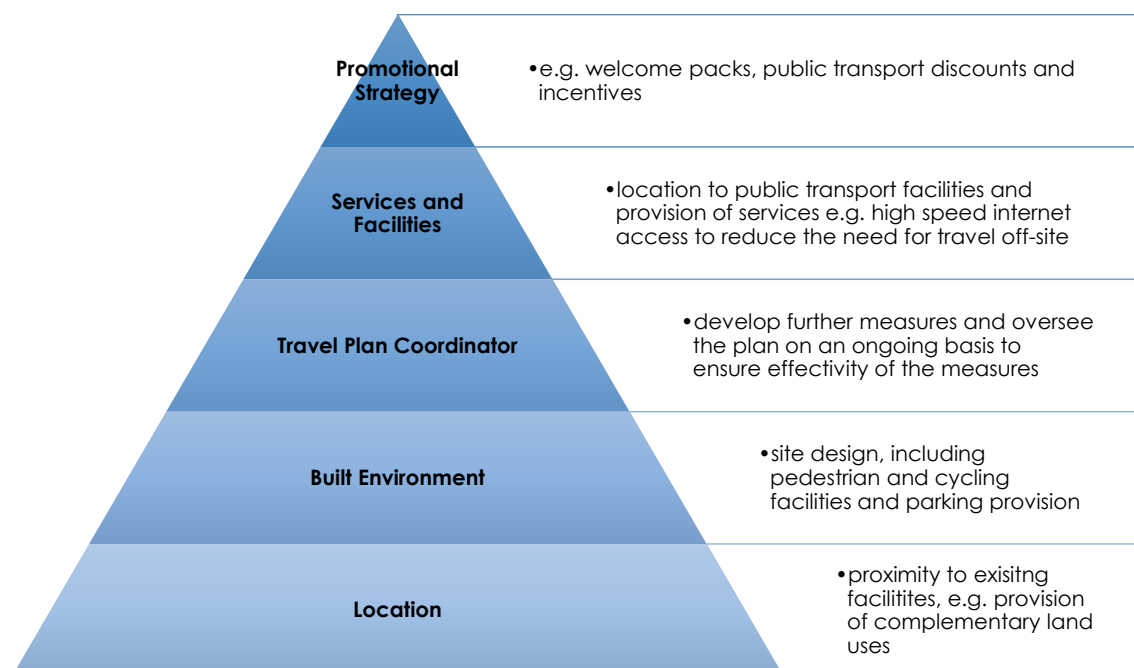 Promotional
Strategy
•e.g. welcome packs, public transport discounts and
incentives
Services and
Facilities
•location to public transport facilities and
provision of services e.g. high speed internet
access to reduce the need for travel off-site
Travel Plan Coordinator
•develop further measures and oversee
the plan on an ongoing basis to
ensure effectivity of the measures
Built Environment
•site design, including
pedestrian and cycling
facilities and parking provision
Location
•proximity to exisitng
facilitites, e.g. provision
of complementary land
uses